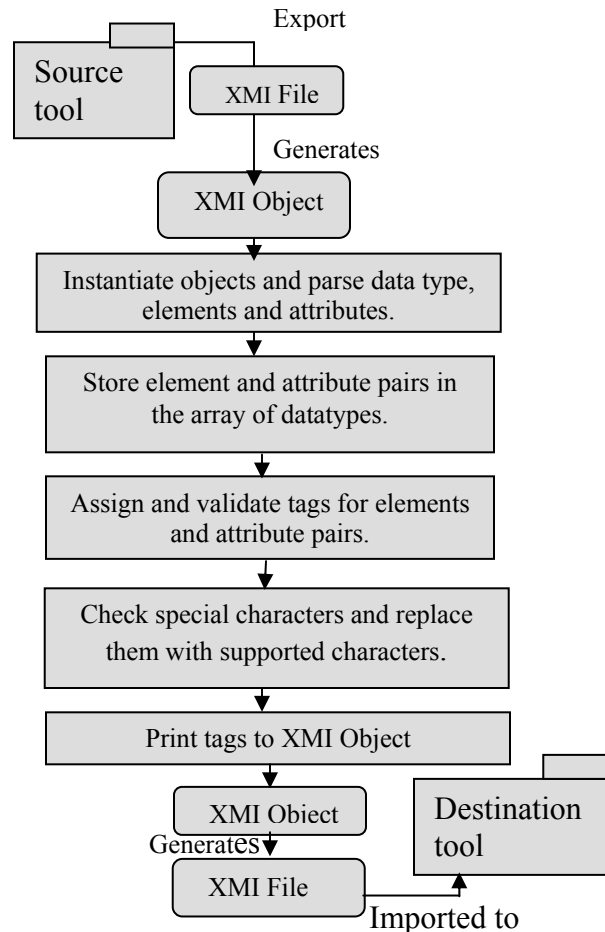 Export
Source
tool
XMI File
Generates
XMI Object
Instantiate objects and parse data type,
elements and attributes.
Store element and attribute pairs in
the array of datatypes.
Assign and validate tags for elements
and attribute pairs.
Check special characters and replace
them with supported characters.
Print tags to XMI Object
XMI Object
Generates
XMI File
Destination
tool
Imported to